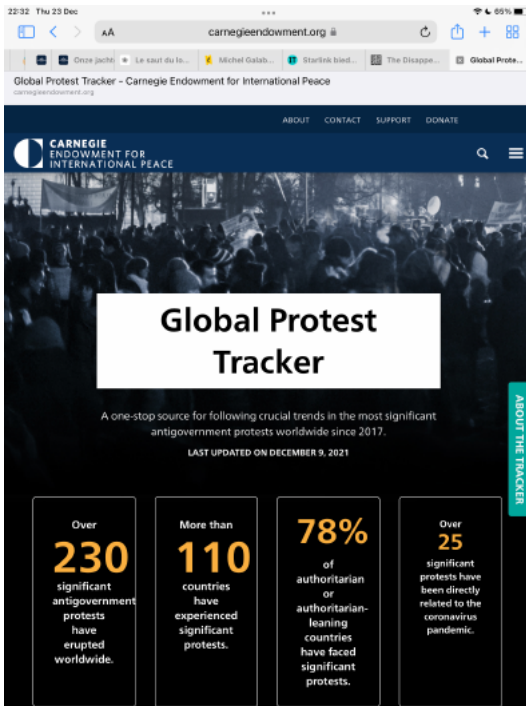 22:32 Thu 23 Dec
65%
AA
carnegieendowment.org
Onze jacht
Le saut du lo...
Michel Galab...
Starlink bied...
The Disappe...
Global Prote...
Global Protest Tracker – Carnegie Endowment for International Peace
carnegieendowment.org
ABOUT CONTACT SUPPORT DONATE
CARNEGIE
ENDOWMENT FOR
INTERNATIONAL PEACE
Global Protest
Tracker
A one-stop source for following crucial trends in the most significant
antigovernment protests worldwide since 2017.
LAST UPDATED ON DECEMBER 9, 2021
ABOUT THE TRACKER
Over
230
significant
antigovernment
protests
have
erupted
worldwide.
More than
110
countries
have
experienced
significant
protests.
78%
of
authoritarian
or
authoritarian-
leaning
countries
have faced
significant
protests.
Over
25
significant
protests have
been directly
related to the
coronavirus
pandemic.